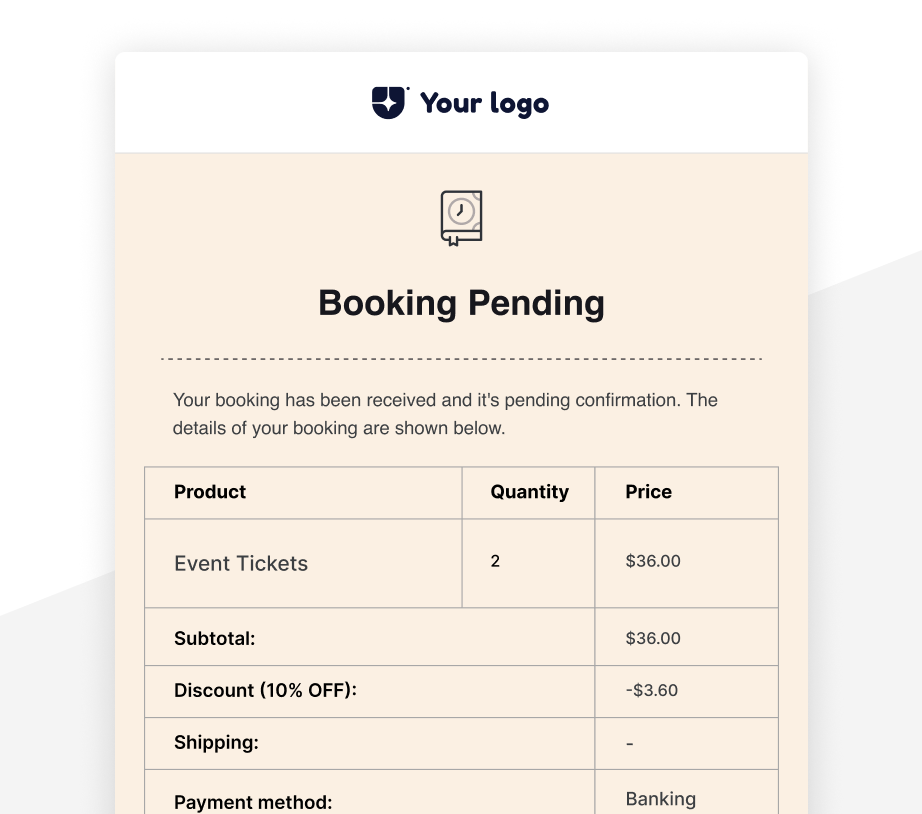 Your logo
Booking Pending
Your booking has been received and it's pending confirmation. The
details of your booking are shown below.
Product Quantity Price
Event Tickets 2 $36.00
Subtotal: $36.00
Discount (10% OFF): -$3.60
Shipping: -
Payment method: Banking